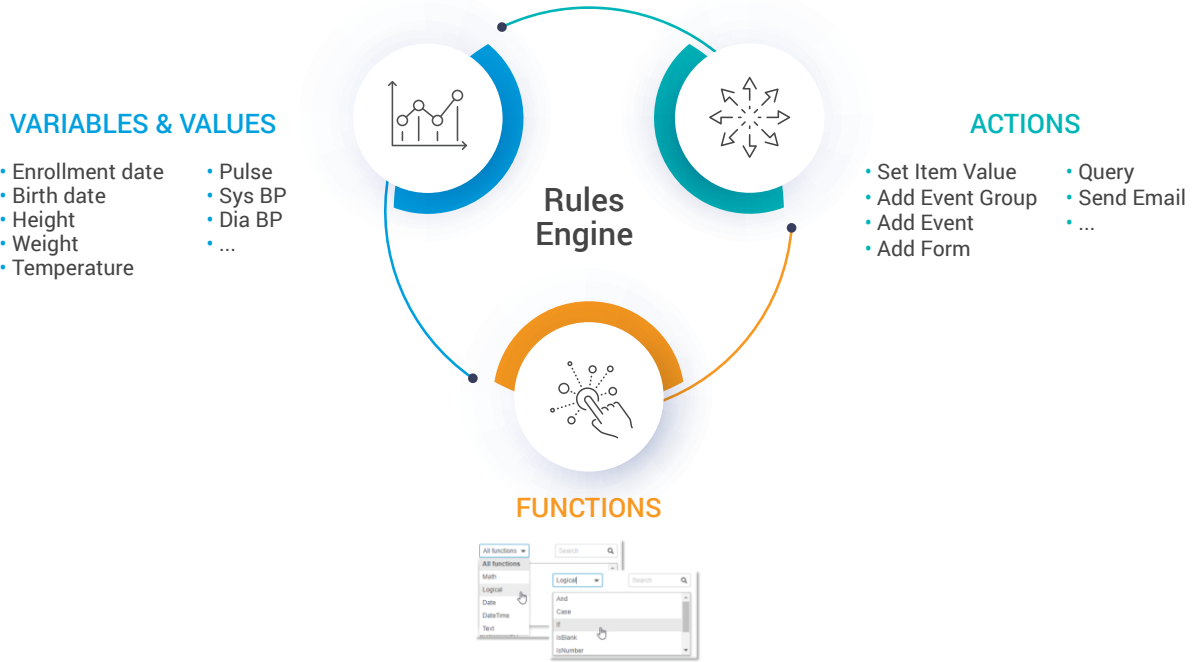 VARIABLES & VALUES
• Enrollment date
• Birth date
• Height
• Weight
• Temperature
• Pulse
• Sys BP
• Dia BP
• ...
Rules
Engine
ACTIONS
• Set Item Value
• Add Event Group
• Add Event
• Add Form
• Query
• Send Email
• ...
FUNCTIONS
All functions
Search
All functions
Math
Logical
Date
DateTime
Text
Logical
Search
And
Case
If
IsBlank
IsNumber